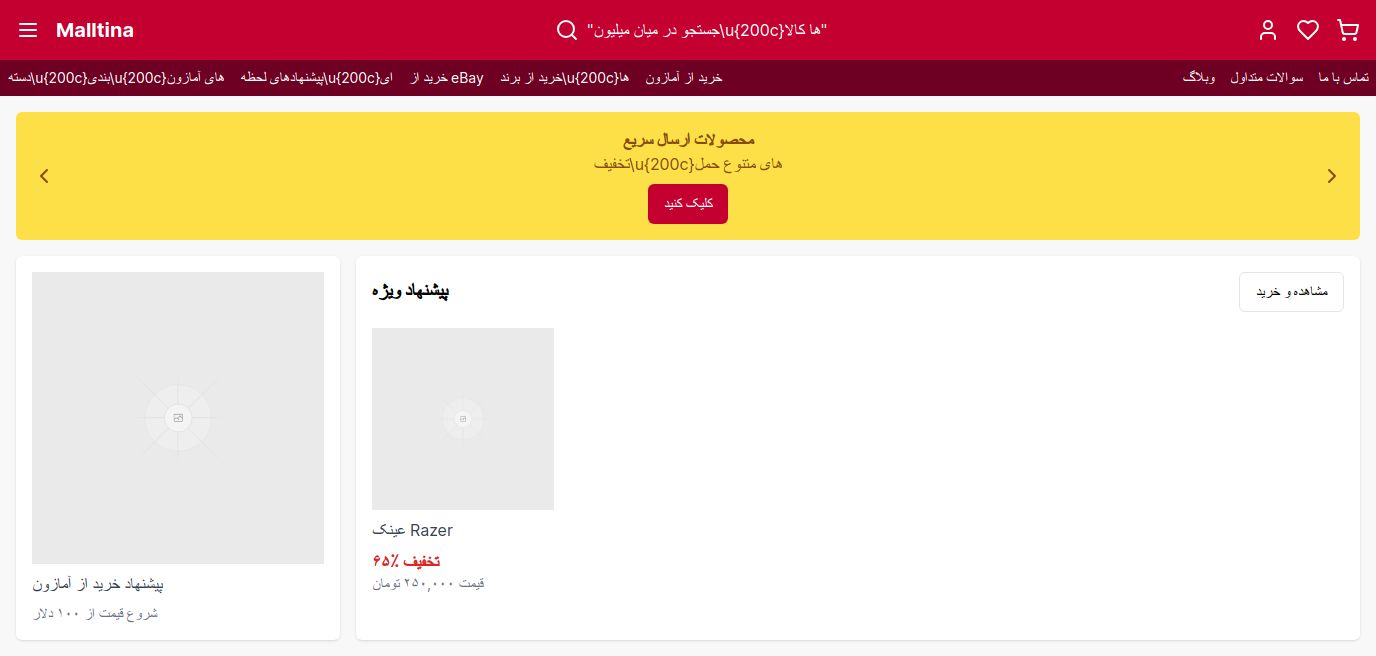 Malltina
"جستجو در میان میلیون\u{200c}ها کالا"
دسته\u{200c}بندی\u{200c}های آمازون
پیشنهادهای لحظه\u{200c}ای
خرید از eBay
خرید از برند\u{200c}ها
خرید از آمازون
وبلاگ
سوالات متداول
تماس با ما
محصولات ارسال سریع
تخفیف\u{200c}های متنوع حمل
کلیک کنید
پیشنهاد خرید از آمازون
شروع قیمت از ۱۰۰ دلار
پیشنهاد ویژه
مشاهده و خرید
عینک Razer
۶۵٪ تخفیف
قیمت ۲۵۰,۰۰۰ تومان